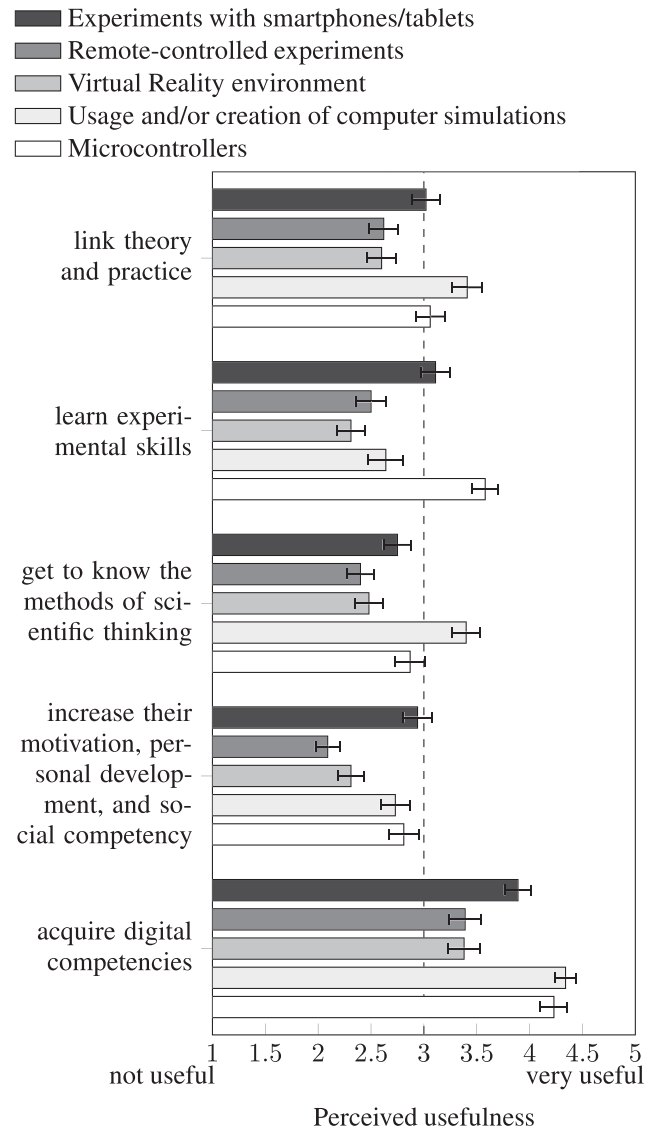 Experiments with smartphones/tablets
Remote-controlled experiments
Virtual Reality environment
Usage and/or creation of computer simulations
Microcontrollers
link theory
and practice
learn experi-
mental skills
get to know the
methods of sci-
entific thinking
increase their
motivation, per-
sonal develop-
ment, and so-
cial competency
acquire digital
competencies
1 1.5 2 2.5 3 3.5 4 4.5 5
not useful very useful
Perceived usefulness